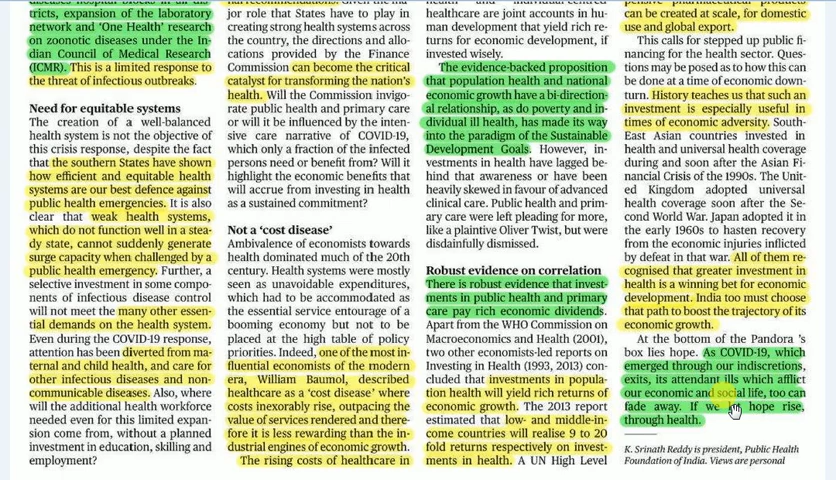 diseases hospital blocks in all dis-
tricts, expansion of the laboratory
network and ‘One Health’ research
on zoonotic diseases under the In-
dian Council of Medical Research
(ICMR). This is a limited response to
the threat of infectious outbreaks.
Need for equitable systems
The creation of a well-balanced
health system is not the objective of
this crisis response, despite the fact
that the southern States have shown
how efficient and equitable health
systems are our best defence against
public health emergencies. It is also
clear that weak health systems,
which do not function well in a stea-
dy state, cannot suddenly generate
surge capacity when challenged by a
public health emergency. Further, a
selective investment in some compo-
nents of infectious disease control
will not meet the many other essen-
tial demands on the health system.
Even during the COVID-19 response,
attention has been diverted from ma-
ternal and child health, and care for
other infectious diseases and non-
communicable diseases. Also, where
will the additional health workforce
needed even for this limited expan-
sion come from, without a planned
investment in education, skilling and
employment?
jor role that States have to play in
creating strong health systems across
the country, the directions and allo-
cations provided by the Finance
Commission can become the critical
catalyst for transforming the nation’s
health. Will the Commission invigo-
rate public health and primary care
or will it be influenced by the inten-
sive care narrative of COVID-19,
which only a fraction of the infected
persons need or benefit from? Will it
highlight the economic benefits that
will accrue from investing in health
as a sustained commitment?
Not a ‘cost disease’
Ambivalence of economists towards
health dominated much of the 20th
century. Health systems were mostly
seen as unavoidable expenditures,
which had to be accommodated as
the essential service entourage of a
booming economy but not to be
placed at the high table of policy
priorities. Indeed, one of the most in-
fluential economists of the modern
era, William Baumol, described
healthcare as a ‘cost disease’ where
costs inexorably rise, outpacing the
value of services rendered and there-
fore it is less rewarding than the in-
dustrial engines of economic growth.
The rising costs of healthcare in
healthcare are joint accounts in hu-
man development that yield rich re-
turns for economic development, if
invested wisely.
The evidence-backed proposition
that population health and national
economic growth have a bi-direction-
al relationship, as do poverty and in-
dividual ill health, has made its way
into the paradigm of the Sustainable
Development Goals. However, in-
vestments in health have lagged be-
hind that awareness or have been
heavily skewed in favour of advanced
clinical care. Public health and prim-
ary care were left pleading for more,
like a plaintive Oliver Twist, but were
disdainfully dismissed.
Robust evidence on correlation
There is robust evidence that invest-
ments in public health and primary
care pay rich economic dividends.
Apart from the WHO Commission on
Macroeconomics and Health (2001),
two other economists-led reports on
Investing in Health (1993, 2013) con-
cluded that investments in popula-
tion health will yield rich returns of
economic growth. The 2013 report
estimated that low- and middle-in-
come countries will realise 9 to 20
fold returns respectively on invest-
ments in health. A UN High Level
pensive pharmaceutical products
can be created at scale, for domestic
use and global export.
This calls for stepped up public fi-
nancing for the health sector. Ques-
tions may be posed as to how this can
be done at a time of economic down-
turn. History teaches us that such an
investment is especially useful in
times of economic adversity. South-
East Asian countries invested in
health and universal health coverage
during and soon after the Asian Fi-
nancial Crisis of the 1990s. The Unit-
ed Kingdom adopted universal
health coverage soon after the Se-
cond World War. Japan adopted it in
the early 1960s to hasten recovery
from the economic injuries inflicted
by defeat in that war. All of them re-
cognised that greater investment in
health is a winning bet for economic
development. India too must choose
that path to boost the trajectory of its
economic growth.
At the bottom of the Pandora ’s
box lies hope. As COVID-19, which
emerged through our indiscretions,
exits, its attendant ills which afflict
our economic and social life, too can
fade away. If we let hope rise,
through health.
K. Srinath Reddy is president, Public Health
Foundation of India. Views are personal